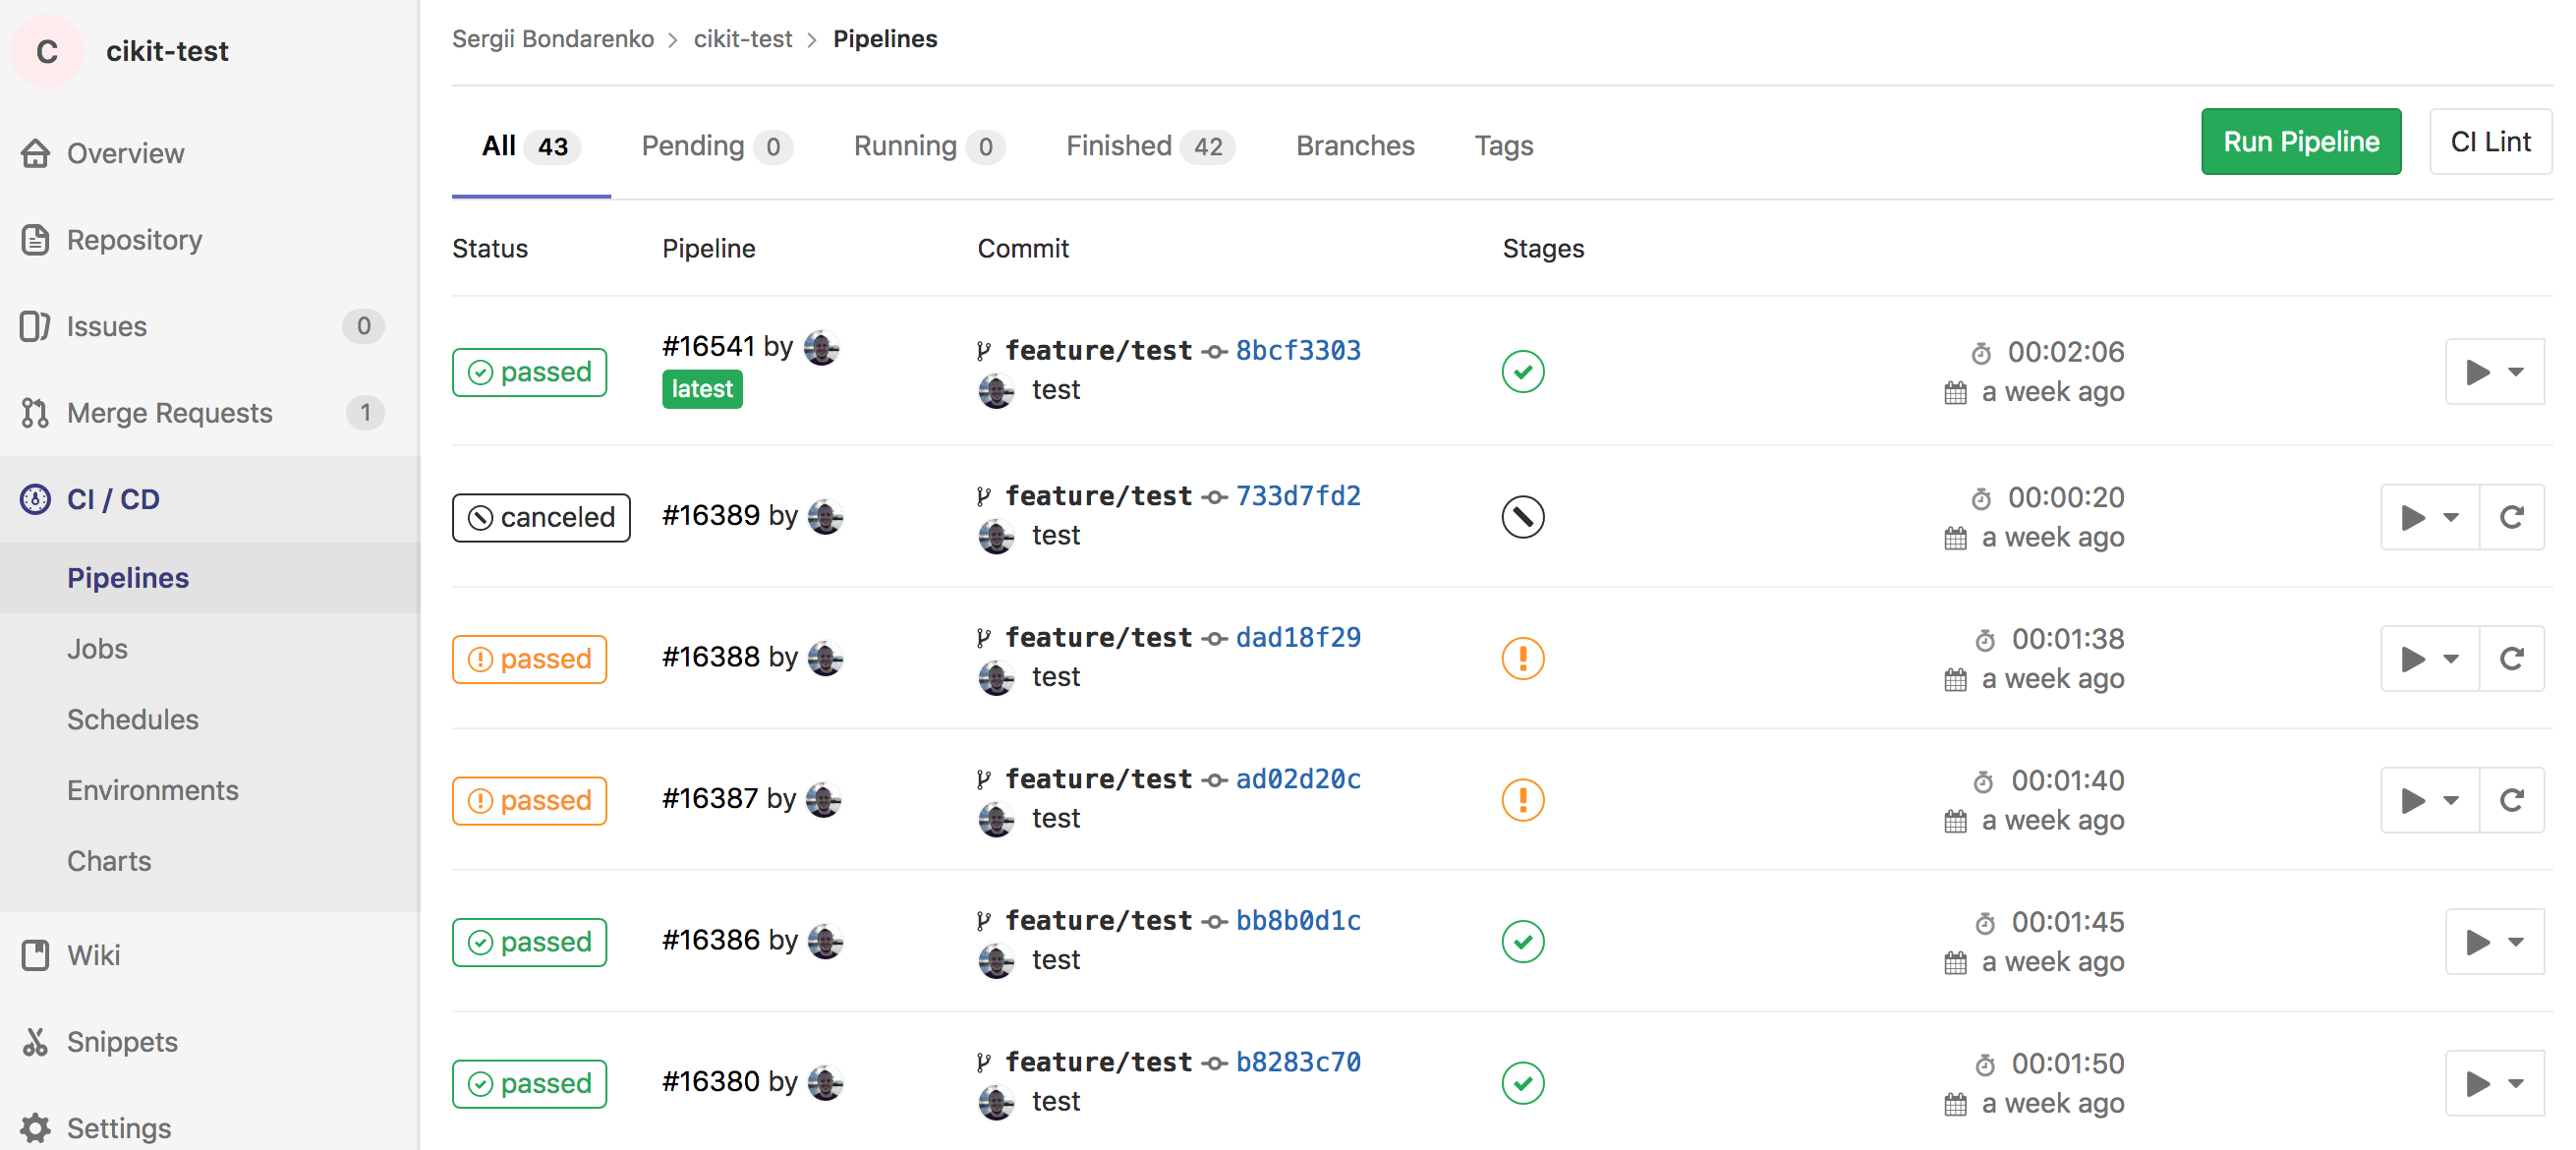 C cikit-test
Overview
Repository
Issues 0
Merge Requests 1
CI / CD
Pipelines
Jobs
Schedules
Environments
Charts
Wiki
Snippets
Settings
Sergii Bondarenko > cikit-test > Pipelines
All 43 Pending 0 Running 0 Finished 42 Branches Tags Run Pipeline CI Lint
Status Pipeline Commit Stages
passed #16541 by latest feature/test 8bcf3303 test 00:02:06 a week ago
canceled #16389 by feature/test 733d7fd2 test 00:00:20 a week ago
passed #16388 by feature/test dad18f29 test 00:01:38 a week ago
passed #16387 by feature/test ad02d20c test 00:01:40 a week ago
passed #16386 by feature/test bb8b0d1c test 00:01:45 a week ago
passed #16380 by feature/test b8283c70 test 00:01:50 a week ago